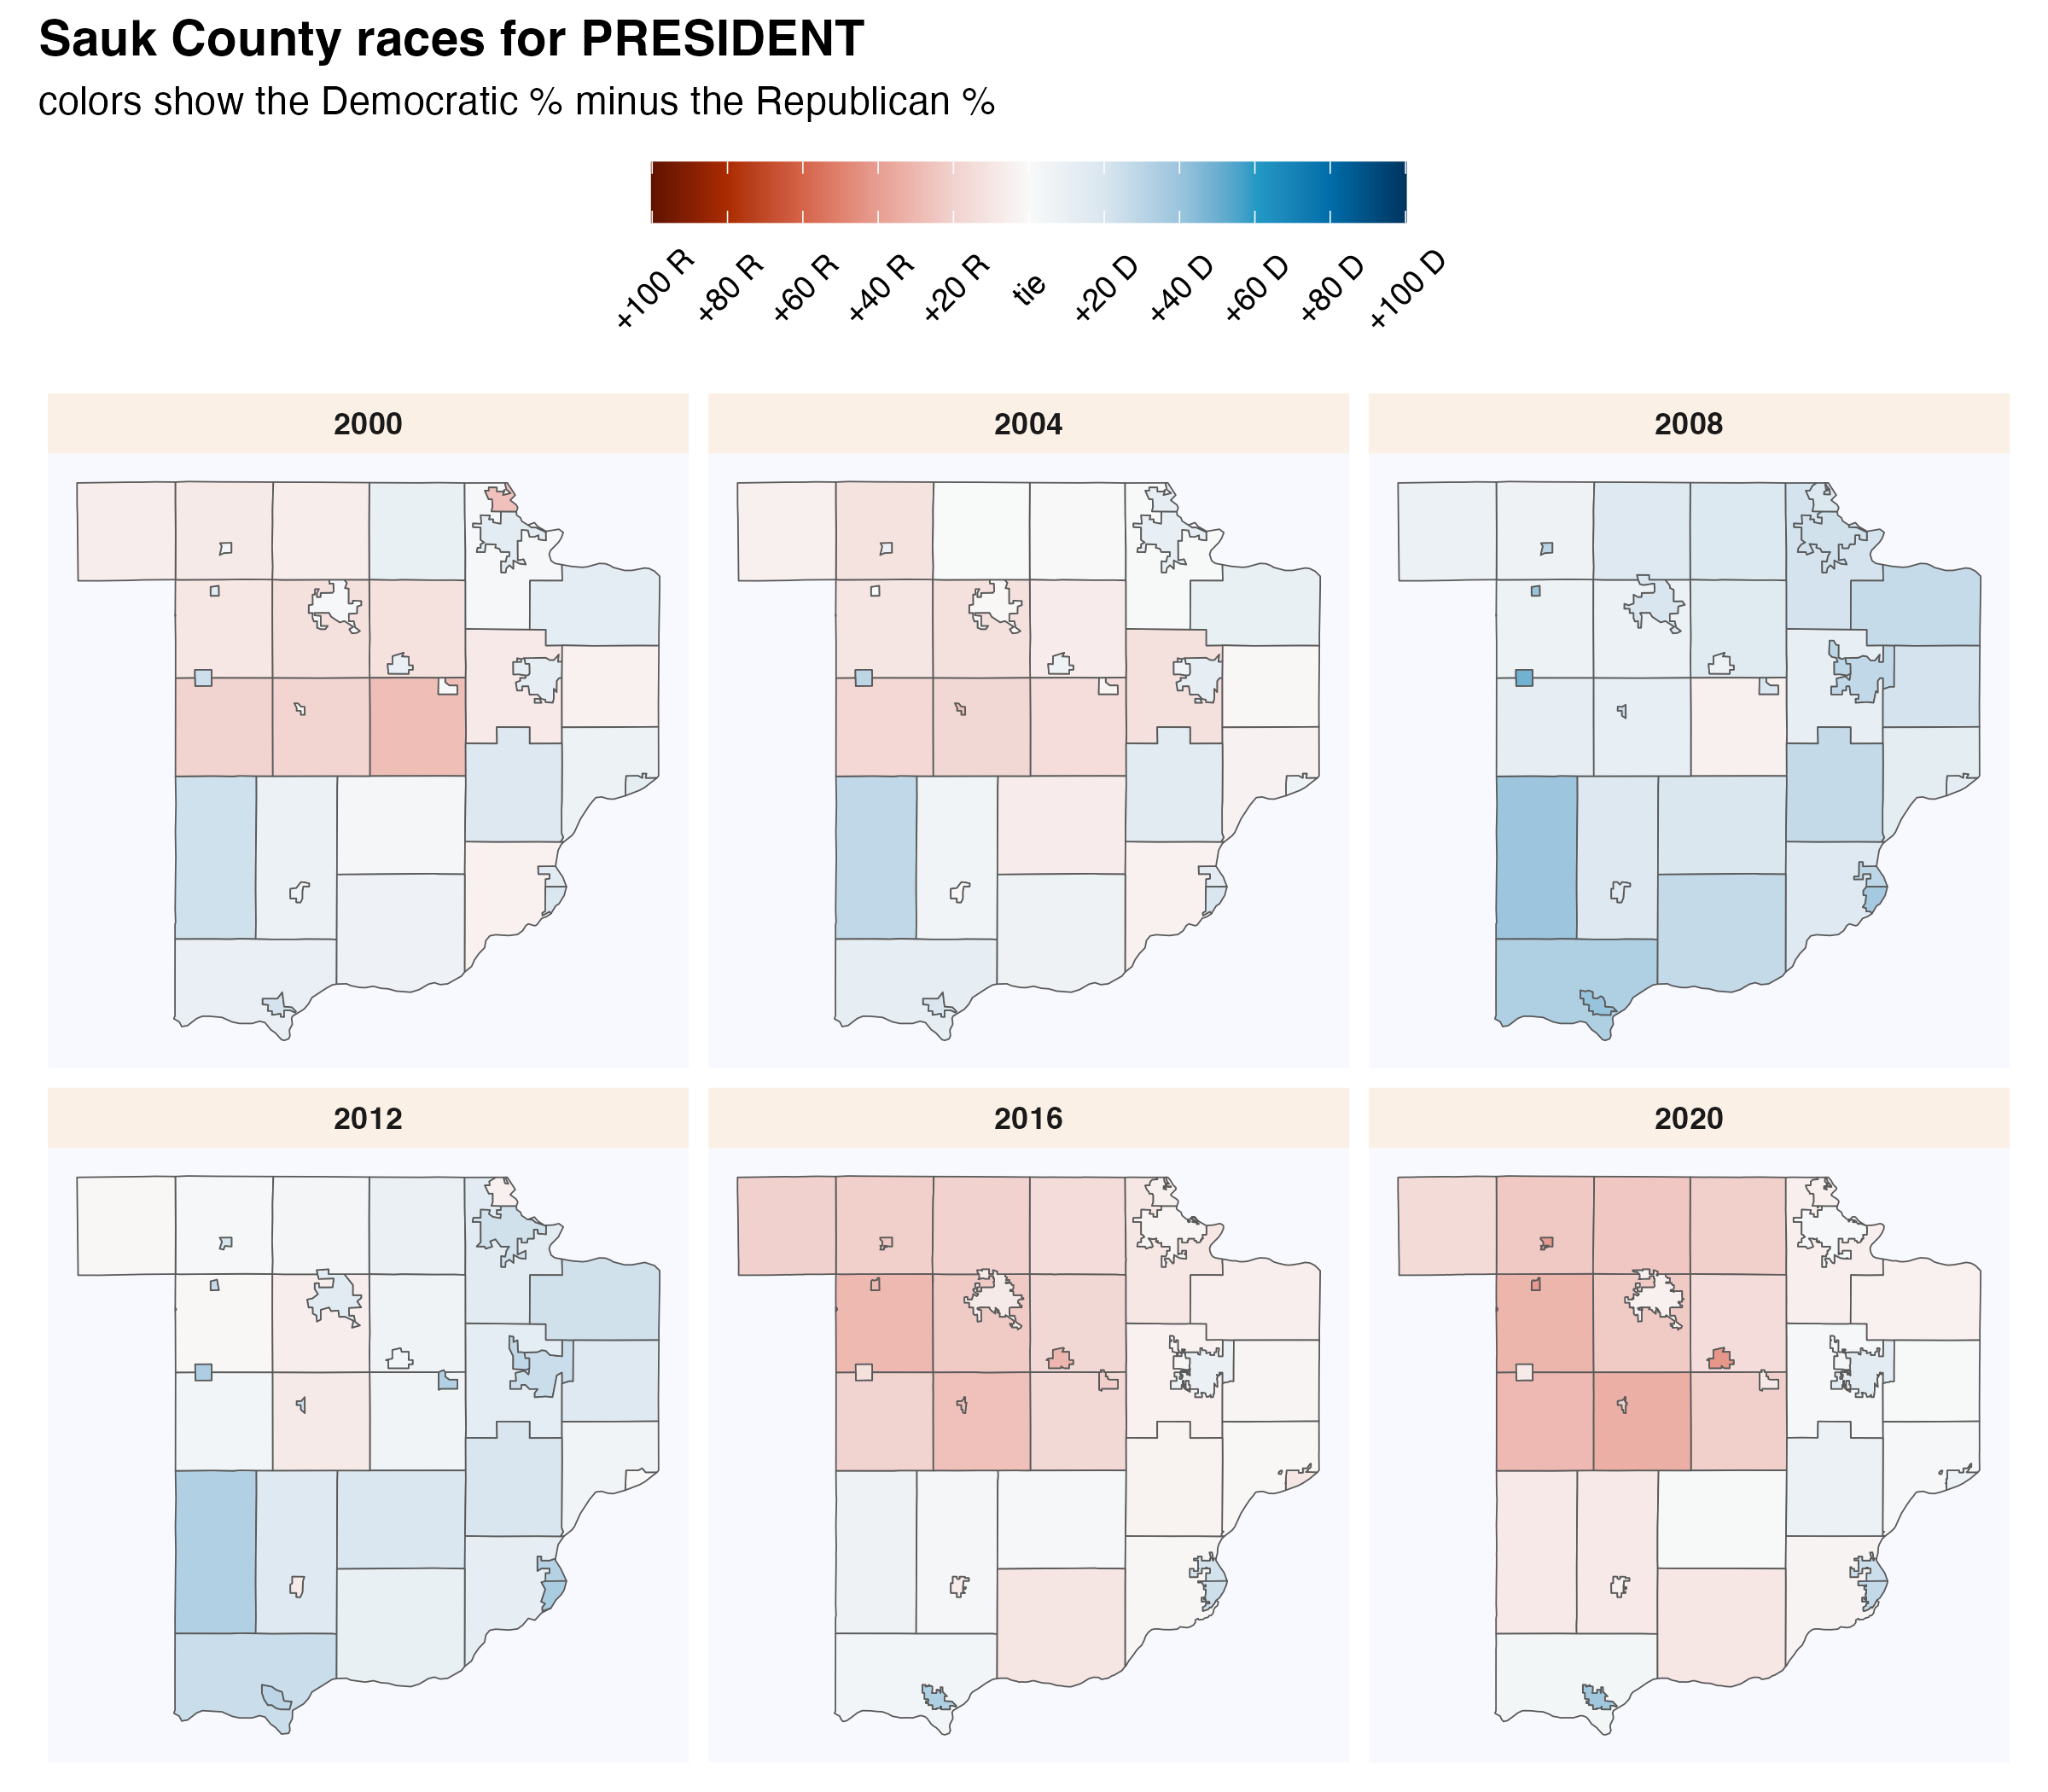 Sauk County races for PRESIDENT
colors show the Democratic % minus the Republican %
+100 R +80 R +60 R +40 R +20 R tie +20 D +40 D +60 D +80 D +100 D
2000 2004 2008
2012 2016 2020